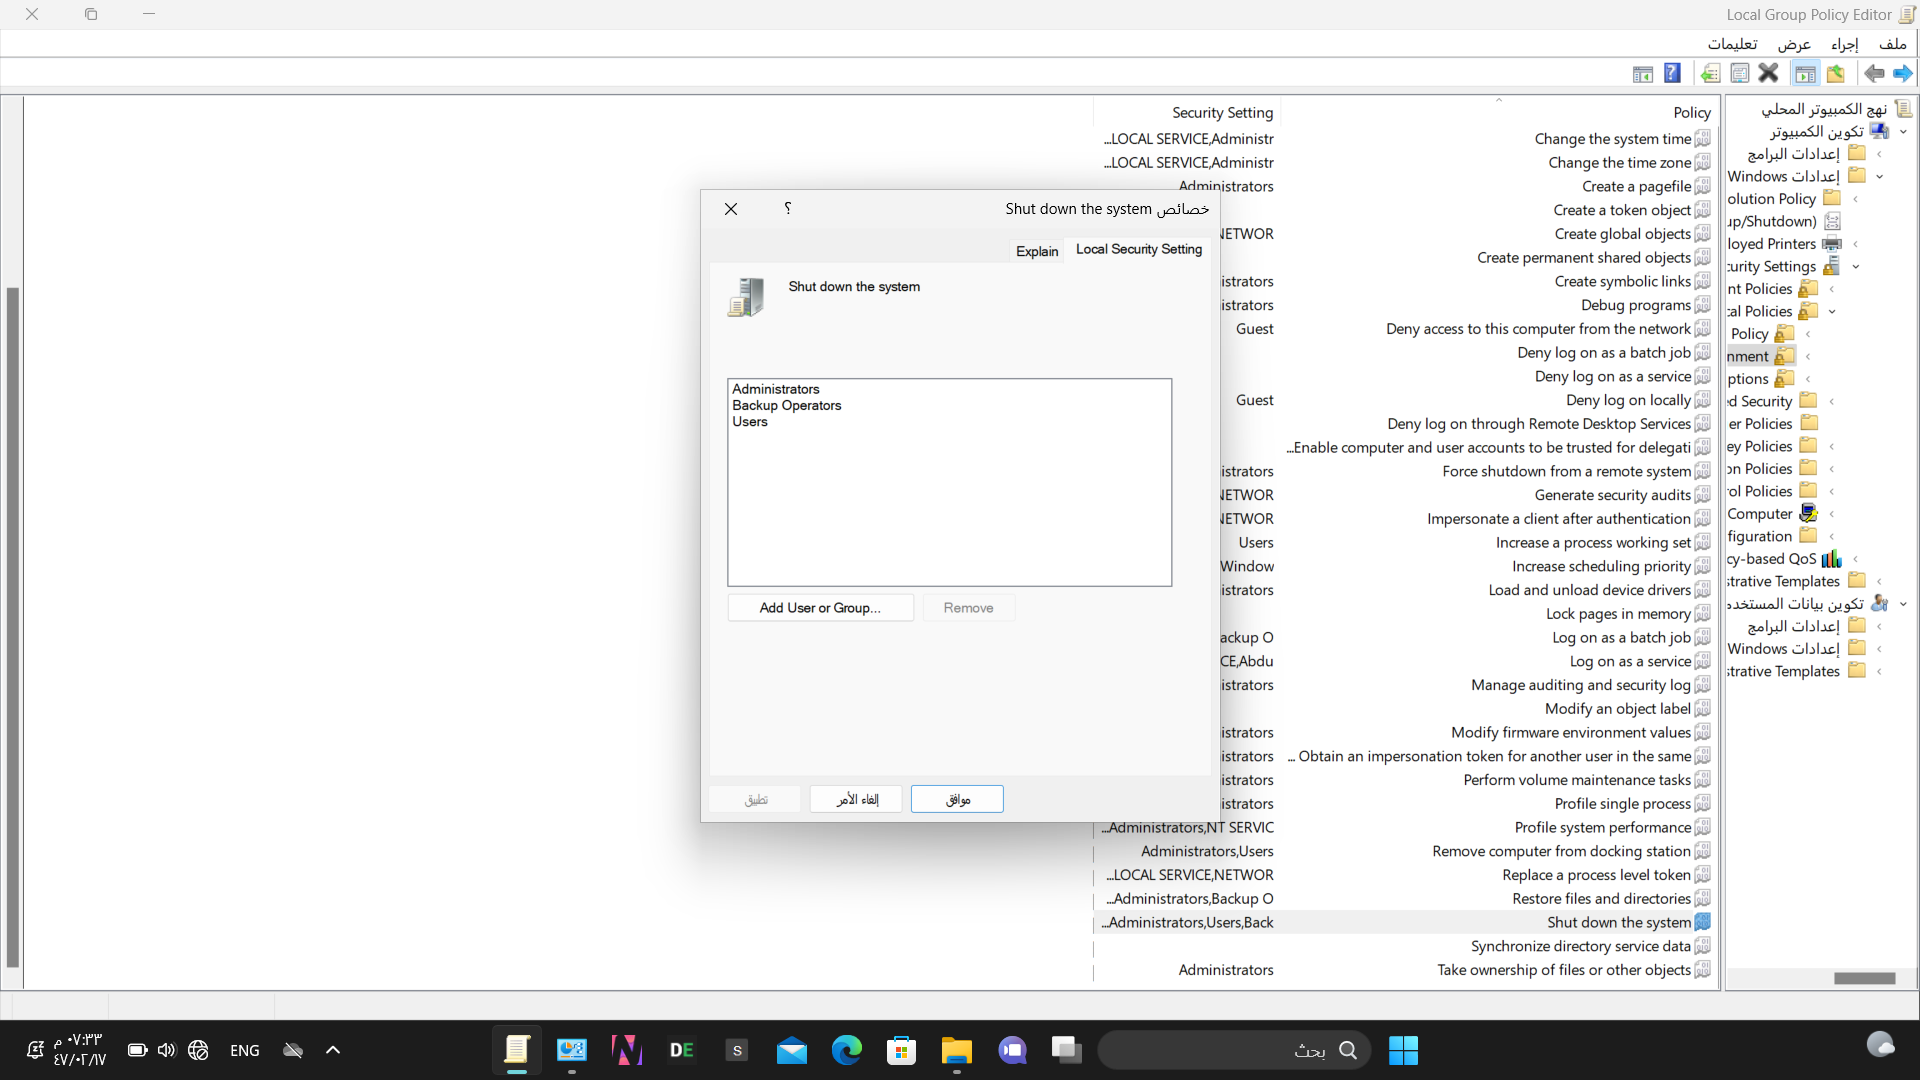 Local Group Policy Editor
ملف إجراء عرض تعليمات
نهج الكمبيوتر المحلي
تكوين الكمبيوتر
إعدادات البرامج
إعدادات Windows
olution Policy
up/Shutdown)
loyed Printers
curity Settings
nt Policies
cal Policies
Policy
nment
ptions
d Security
er Policies
ey Policies
on Policies
rol Policies
Computer
figuration
cy-based QoS
strative Templates
تكوين بيانات المستخدم
إعدادات البرامج
إعدادات Windows
strative Templates
Policy Security Setting
Change the system time LOCAL SERVICE,Administr...
Change the time zone LOCAL SERVICE,Administr...
Create a pagefile Administrators
Create a token object
Create global objects NETWOR
Create permanent shared objects
Create symbolic links istrators
Debug programs istrators
Deny access to this computer from the network Guest
Deny log on as a batch job
Deny log on as a service
Deny log on locally Guest
Deny log on through Remote Desktop Services
Enable computer and user accounts to be trusted for delegati...
Force shutdown from a remote system istrators
Generate security audits NETWOR
Impersonate a client after authentication NETWOR
Increase a process working set Users
Increase scheduling priority Window
Load and unload device drivers istrators
Lock pages in memory
Log on as a batch job ackup O
Log on as a service CE,Abdu
Manage auditing and security log istrators
Modify an object label
Modify firmware environment values istrators
Obtain an impersonation token for another user in the same ... istrators
Perform volume maintenance tasks istrators
Profile single process istrators
Profile system performance Administrators,NT SERVIC...
Remove computer from docking station Administrators,Users
Replace a process level token LOCAL SERVICE,NETWOR...
Restore files and directories Administrators,Backup O...
Shut down the system Administrators,Users,Back...
Synchronize directory service data
Take ownership of files or other objects Administrators
خصائص Shut down the system
؟
Local Security Setting Explain
Shut down the system
Administrators
Backup Operators
Users
Add User or Group... Remove
موافق إلغاء الأمر تطبيق
بحث
S
DE
ENG
٠٧:٣٣ م
٤٧/٠٢/١٧